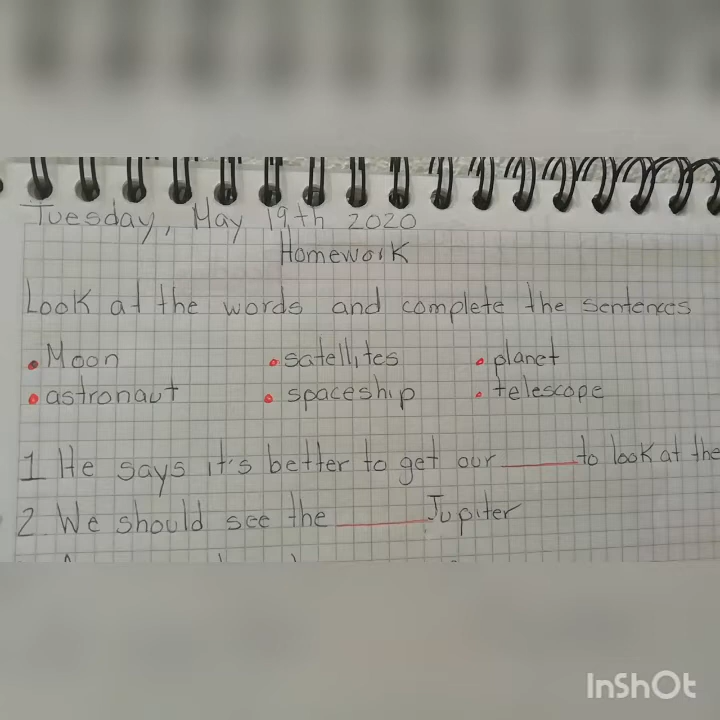 Tuesday, May 19th 2020
Homework
Look at the words and complete the sentences
• Moon • satellites • planet
• astronaut • spaceship • telescope
1 He says it's better to get our ______ to look at the
2. We should see the ______ Jupiter
InShOt